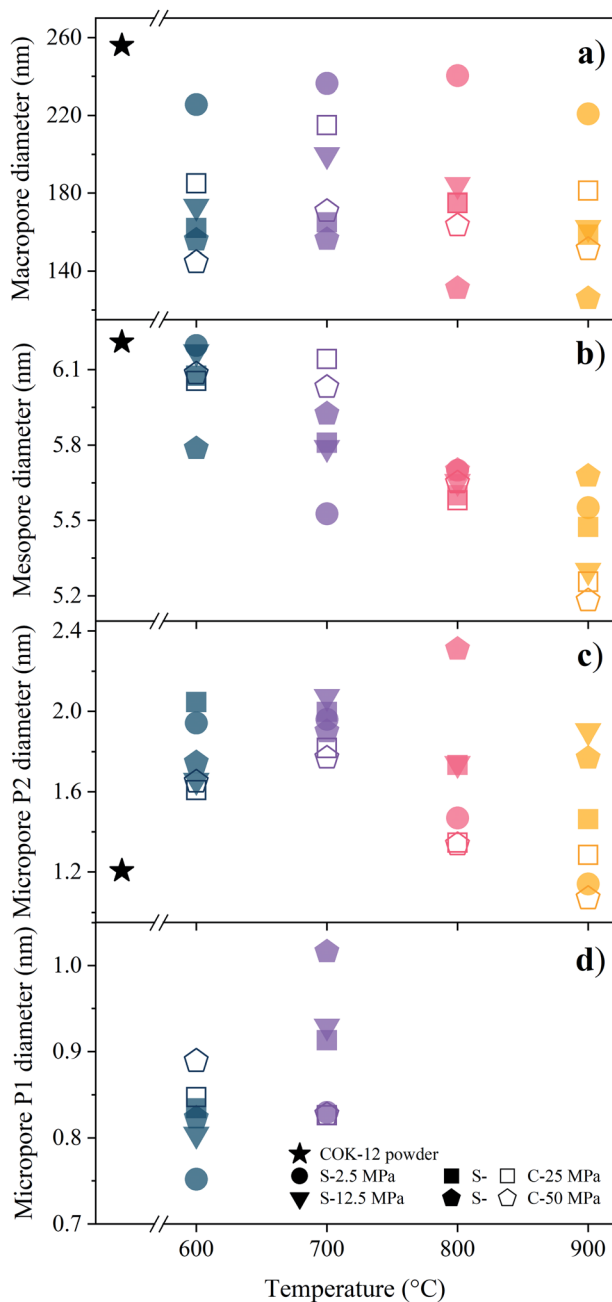 Macropore diameter (nm)
260
220
180
140
a)
Mesopore diameter (nm)
6.1
5.8
5.5
5.2
b)
Micropore P2 diameter (nm)
2.4
2.0
1.6
1.2
c)
Micropore P1 diameter (nm)
1.0
0.9
0.8
0.7
d)
COK-12 powder
S-2.5 MPa S- C-25 MPa
S-12.5 MPa S- C-50 MPa
600 700 800 900
Temperature (°C)